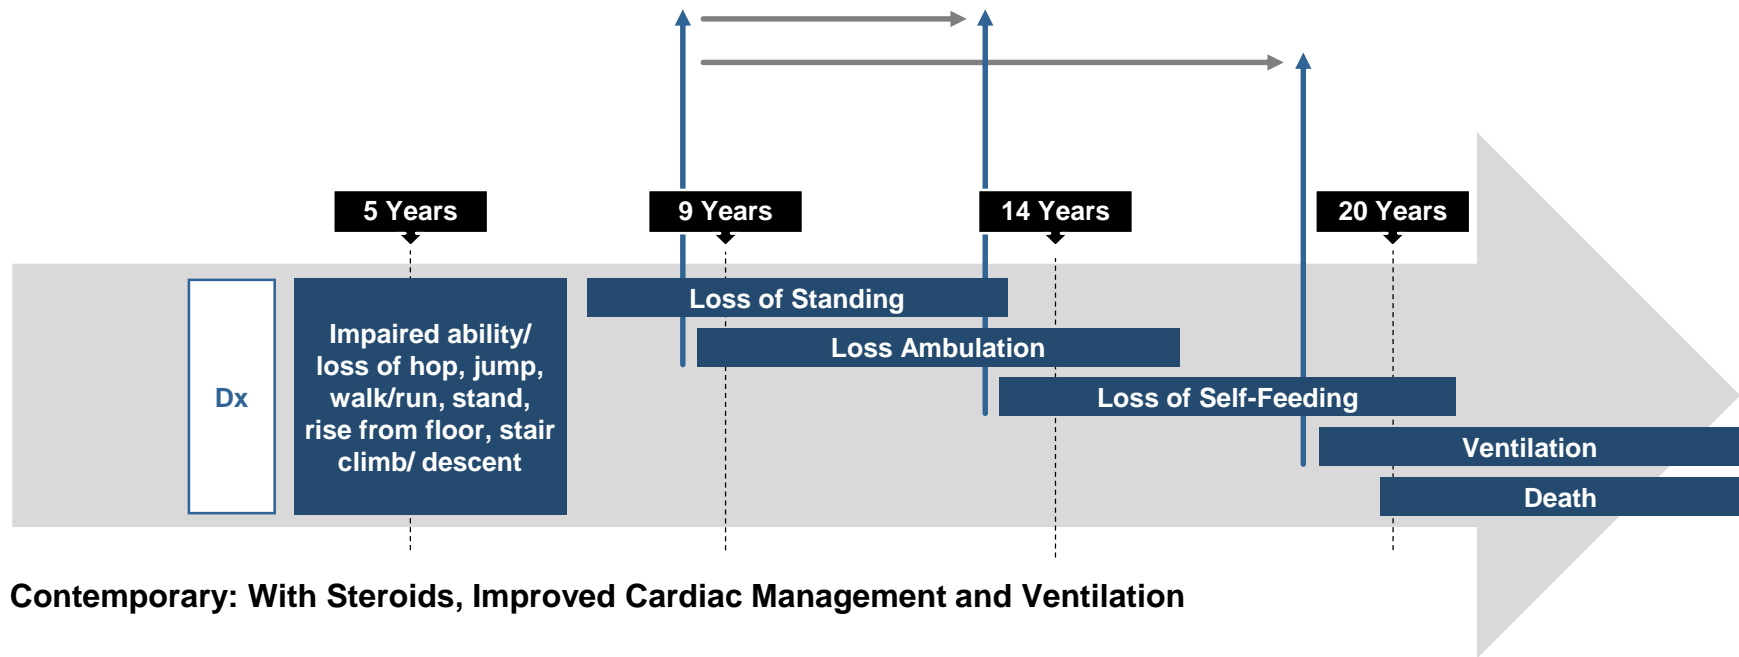 5 Years
9 Years
14 Years
20 Years
Dx
Impaired ability/
loss of hop, jump,
walk/run, stand,
rise from floor, stair
climb/ descent
Loss of Standing
Loss Ambulation
Loss of Self-Feeding
Ventilation
Death
Contemporary: With Steroids, Improved Cardiac Management and Ventilation